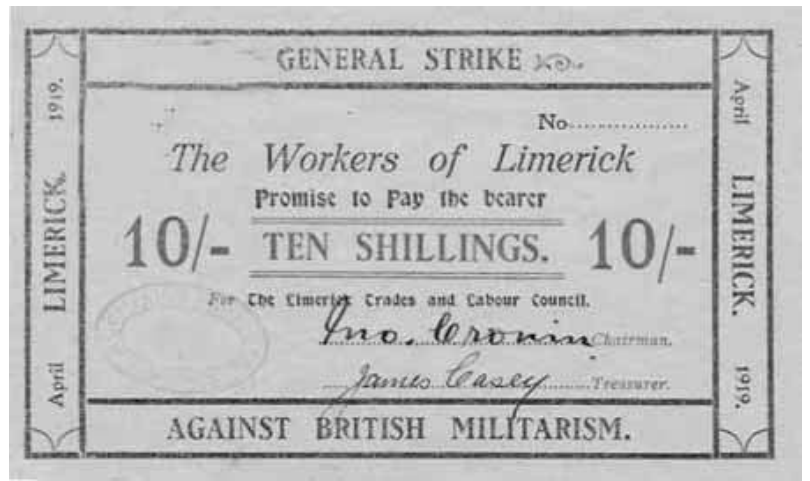 GENERAL STRIKE
No..................
The Workers of Limerick
Promise to Pay the bearer
10/- TEN SHILLINGS. 10/-
For The Limerick Trades and Labour Council.
Jno. Cronin Chairman.
James Casey Treasurer.
AGAINST BRITISH MILITARISM.
April LIMERICK. 1919.
April LIMERICK. 1919.